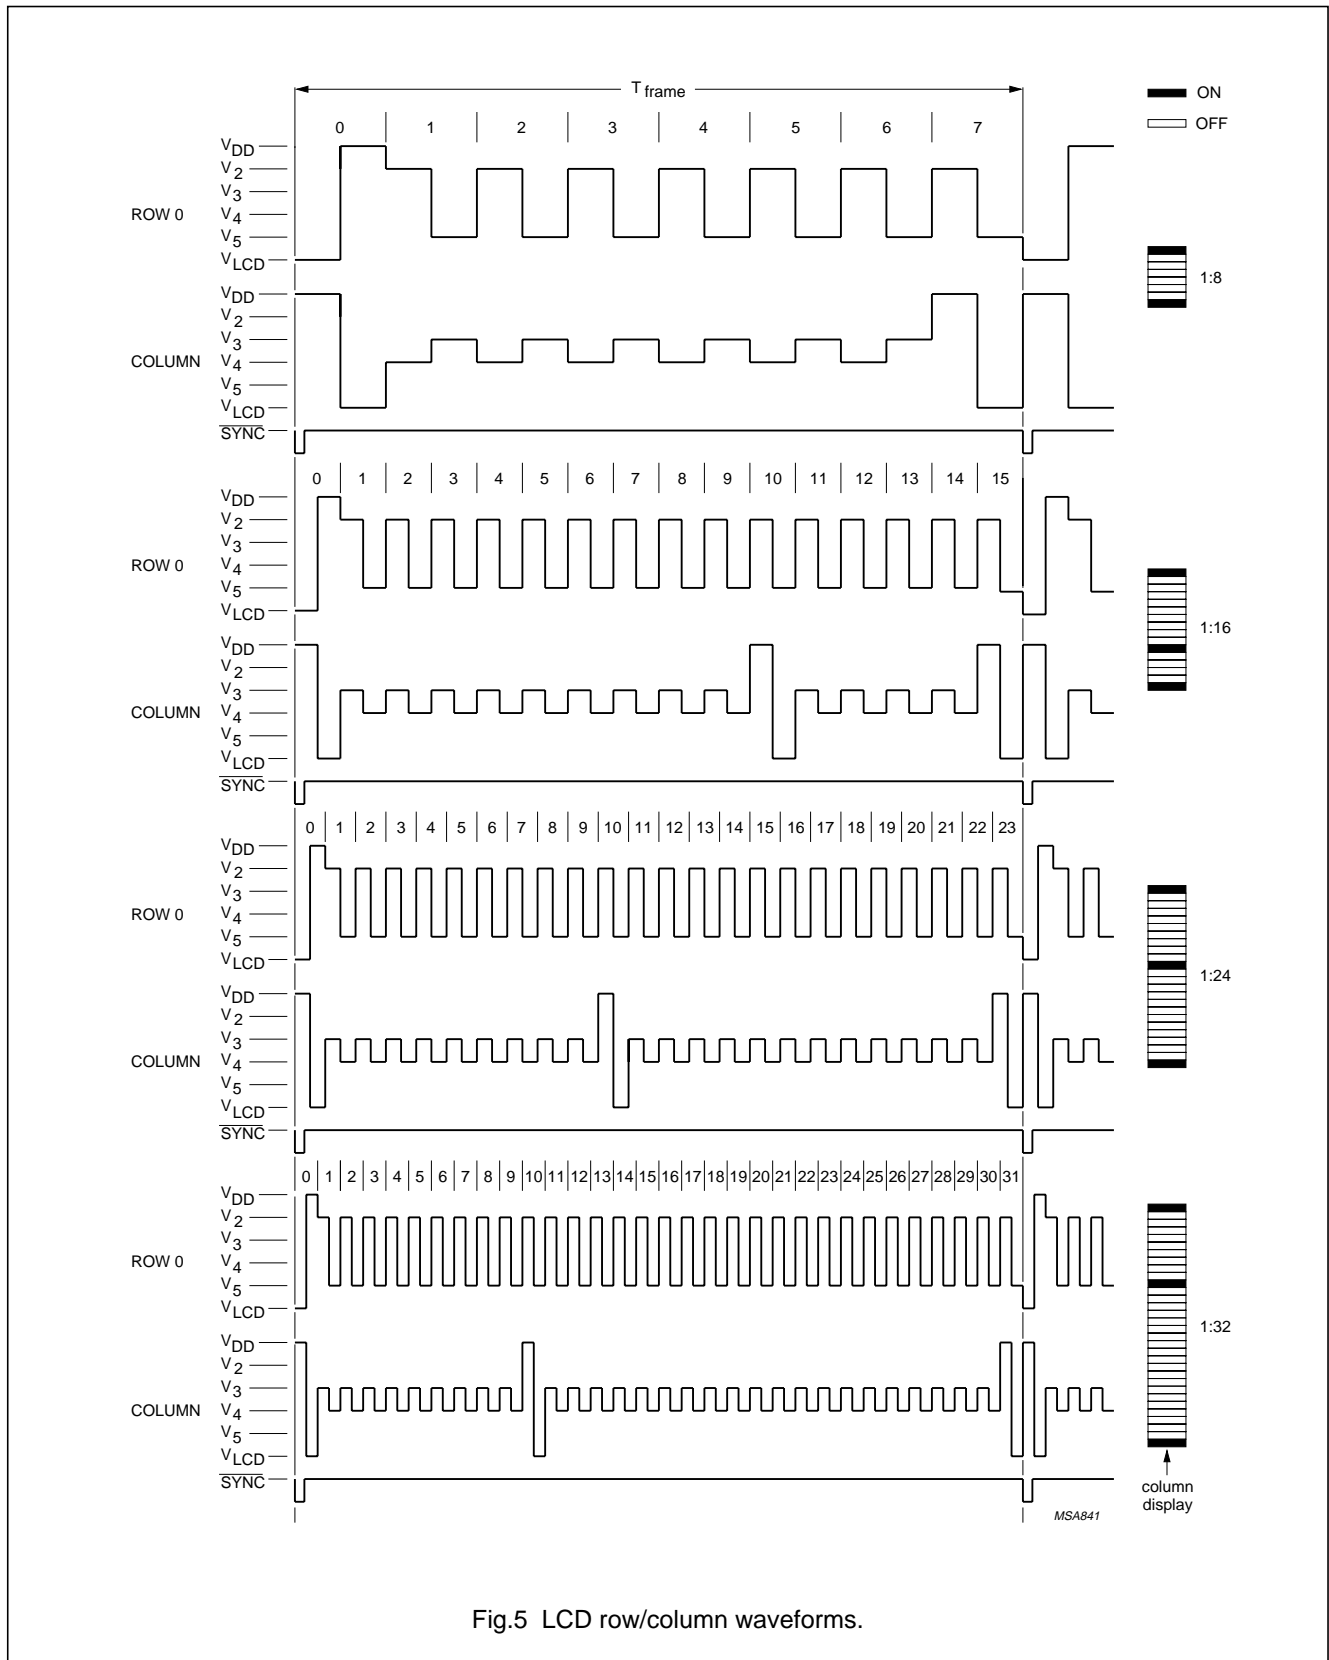 T frame
ON
OFF
0 1 2 3 4 5 6 7
VDD
V2
V3
ROW 0 V4
V5
VLCD
1:8
VDD
V2
V3
COLUMN V4
V5
VLCD
SYNC
0 1 2 3 4 5 6 7 8 9 10 11 12 13 14 15
VDD
V2
V3
ROW 0 V4
V5
VLCD
1:16
VDD
V2
V3
COLUMN V4
V5
VLCD
SYNC
0 1 2 3 4 5 6 7 8 9 10 11 12 13 14 15 16 17 18 19 20 21 22 23
VDD
V2
V3
ROW 0 V4
V5
VLCD
1:24
VDD
V2
V3
COLUMN V4
V5
VLCD
SYNC
0 1 2 3 4 5 6 7 8 9 10 11 12 13 14 15 16 17 18 19 20 21 22 23 24 25 26 27 28 29 30 31
VDD
V2
V3
ROW 0 V4
V5
VLCD
1:32
VDD
V2
V3
COLUMN V4
V5
VLCD
SYNC
column
display
MSA841
Fig.5 LCD row/column waveforms.